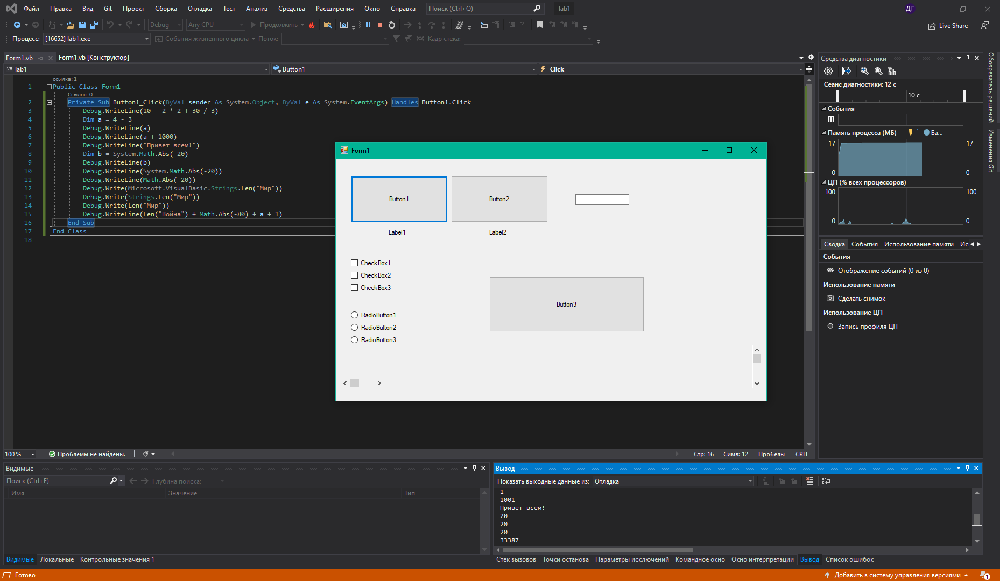 Файл Правка Вид Git Проект Сборка Отладка Тест Анализ Средства Расширения Окно Справка Поиск (Ctrl+Q) lab1 ДГ
Debug Any CPU Продолжить Live Share
Процесс: [16652] lab1.exe События жизненного цикла Поток: Кадр стека:
Form1.vb Form1.vb [Конструктор]
VB lab1 Button1 Click
ссылка: 1
1 Public Class Form1
Ссылок: 0
2 Private Sub Button1_Click(ByVal sender As System.Object, ByVal e As System.EventArgs) Handles Button1.Click
3 Debug.WriteLine(10 - 2 * 2 + 30 / 3)
4 Dim a = 4 - 3
5 Debug.WriteLine(a)
6 Debug.WriteLine(a + 1000)
7 Debug.WriteLine("Привет всем!")
8 Dim b = System.Math.Abs(-20)
9 Debug.WriteLine(b)
10 Debug.WriteLine(System.Math.Abs(-20))
11 Debug.WriteLine(Math.Abs(-20))
12 Debug.Write(Microsoft.VisualBasic.Strings.Len("Мир"))
13 Debug.Write(Strings.Len("Мир"))
14 Debug.Write(Len("Мир"))
15 Debug.WriteLine(Len("Война") + Math.Abs(-80) + a + 1)
16 End Sub
17 End Class
18
Form1
Button1 Button2
Label1 Label2
CheckBox1
CheckBox2
CheckBox3
Button3
RadioButton1
RadioButton2
RadioButton3
100 % Проблемы не найдены. Стр: 16 Симв: 12 Пробелы CRLF
Средства диагностики
Сеанс диагностики: 12 с
10 с
События
Память процесса (МБ) Ба...
17 17
0 0
ЦП (% всех процессоров)
100 100
0 0
Сводка События Использование памяти Ис
События
Отображение событий (0 из 0)
Использование памяти
Сделать снимок
Использование ЦП
Запись профиля ЦП
Обозреватель решений
Изменения Git
Видимые
Поиск (Ctrl+E) Глубина поиска:
Имя Значение Тип
Видимые Локальные Контрольные значения 1
Вывод
Показать выходные данные из: Отладка
1
1001
Привет всем!
20
20
20
33387
Стек вызовов Точки останова Параметры исключений Командное окно Окно интерпретации Вывод Список ошибок
Готово Добавить в систему управления версиями 1